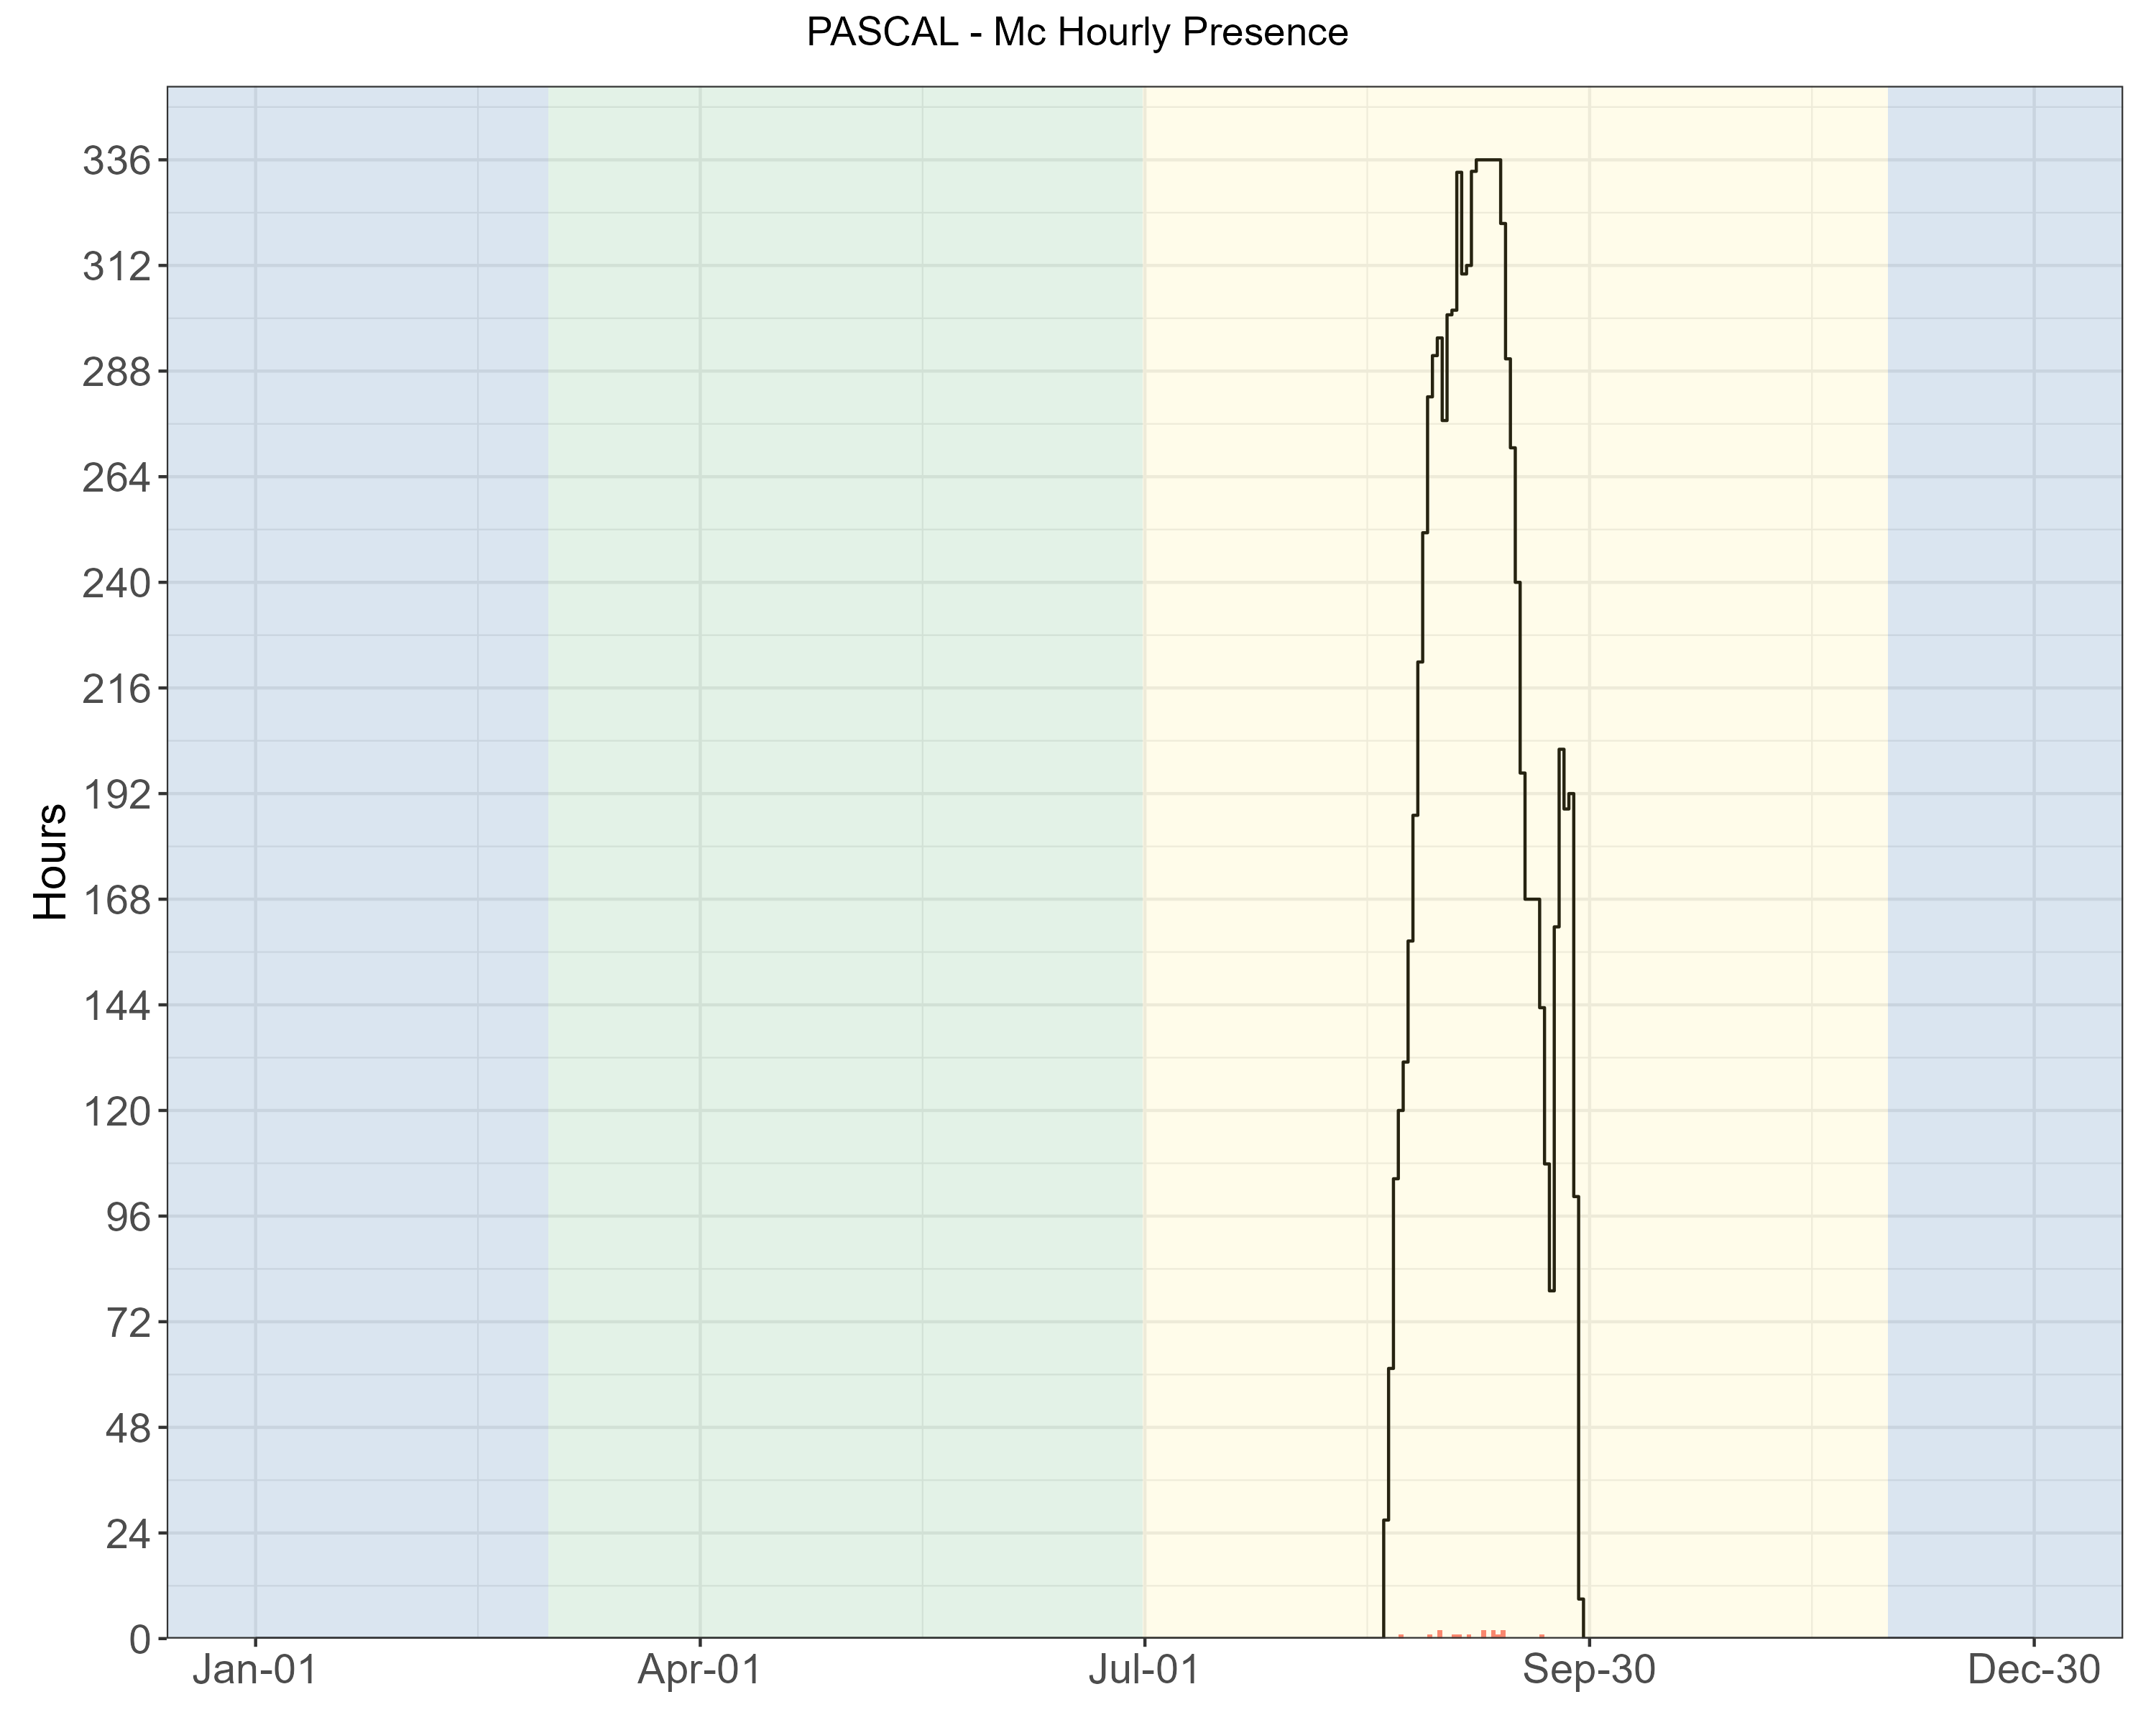 PASCAL - Mc Hourly Presence
Hours
336
312
288
264
240
216
192
168
144
120
96
72
48
24
0
Jan-01
Apr-01
Jul-01
Sep-30
Dec-30